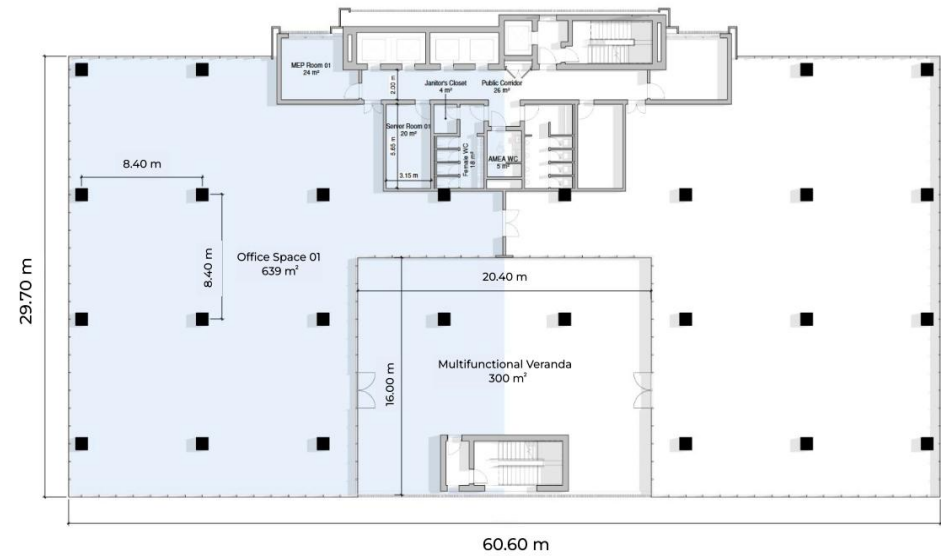 MEP Room 01
24 m²
2.00 m
Janitor's Closet
4 m²
Public Corridor
26 m²
Server Room 01
20 m²
5.65 m
3.15 m
Female WC
18 m²
AMEA WC
5 m²
8.40 m
8.40 m
Office Space 01
639 m²
29.70 m
20.40 m
16.00 m
Multifunctional Veranda
300 m²
60.60 m